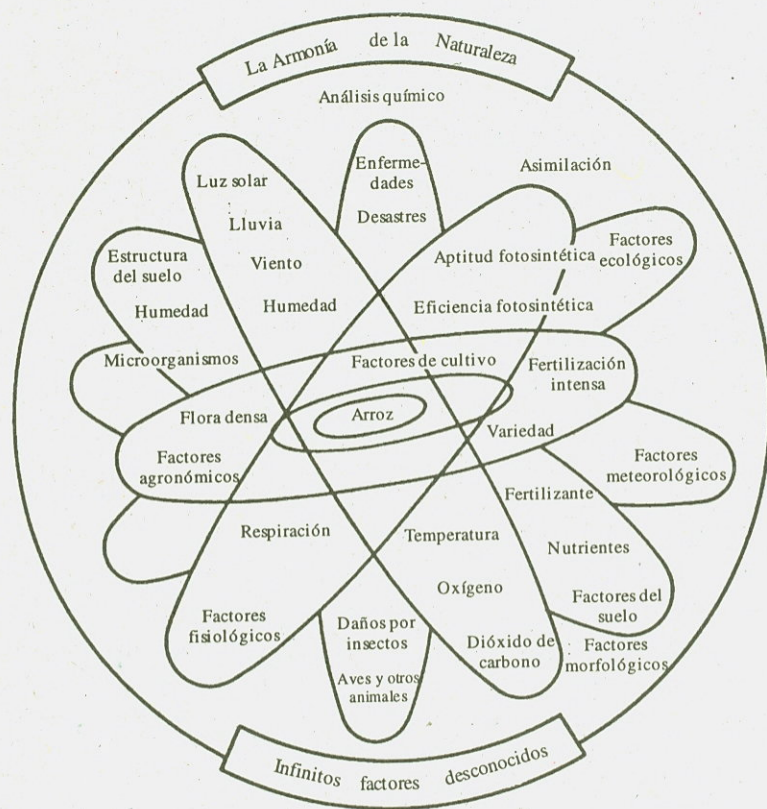 La Armonía de la Naturaleza
Análisis químico
Enferme-
dades
Desastres
Asimilación
Luz solar
Lluvia
Viento
Humedad
Estructura
del suelo
Humedad
Microorganismos
Aptitud fotosintética
Eficiencia fotosintética
Factores
ecológicos
Factores de cultivo
Fertilización
intensa
Arroz
Flora densa
Variedad
Factores
agronómicos
Factores
meteorológicos
Fertilizante
Respiración
Temperatura
Nutrientes
Oxígeno
Factores del
suelo
Factores
fisiológicos
Daños por
insectos
Dióxido de
carbono
Factores
morfológicos
Aves y otros
animales
Infinitos factores desconocidos